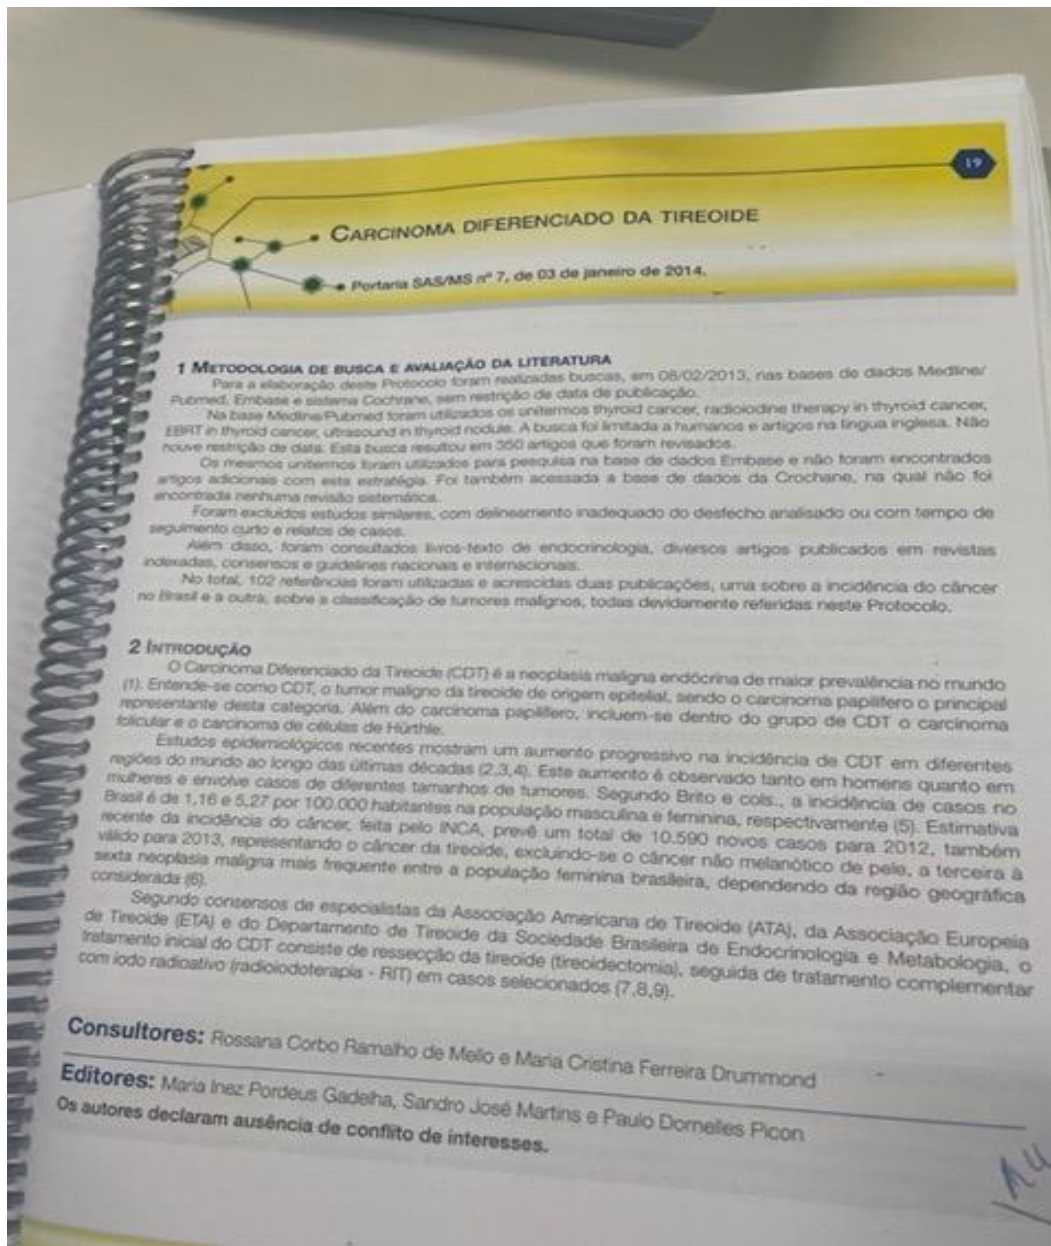 19
CARCINOMA DIFERENCIADO DA TIREOIDE
Portaria SAS/MS nº 7, de 03 de janeiro de 2014.
1 METODOLOGIA DE BUSCA E AVALIAÇÃO DA LITERATURA
Para a elaboração deste Protocolo foram realizadas buscas, em 08/02/2013, nas bases de dados Medline/
Pubmed, Embase e sistema Cochrane, sem restrição de data de publicação.
Na base Medline/Pubmed foram utilizados os unitermos thyroid cancer, radioiodine therapy in thyroid cancer,
EBRT in thyroid cancer, ultrasound in thyroid nodule. A busca foi limitada a humanos e artigos na língua inglesa. Não
houve restrição de data. Esta busca resultou em 350 artigos que foram revisados.
Os mesmos unitermos foram utilizados para pesquisa na base de dados Embase e não foram encontrados
artigos adicionais com esta estratégia. Foi também acessada a base de dados da Crochane, na qual não foi
encontrada nenhuma revisão sistemática.
Foram excluídos estudos similares, com delineamento inadequado do desfecho analisado ou com tempo de
seguimento curto e relatos de casos.
Além disso, foram consultados livros-texto de endocrinologia, diversos artigos publicados em revistas
indexadas, consensos e guidelines nacionais e internacionais.
No total, 102 referências foram utilizadas e acrescidas duas publicações, uma sobre a incidência do câncer
no Brasil e a outra, sobre a classificação de tumores malignos, todas devidamente referidas neste Protocolo.
2 INTRODUÇÃO
O Carcinoma Diferenciado da Tireoide (CDT) é a neoplasia maligna endócrina de maior prevalência no mundo
(1). Entende-se como CDT, o tumor maligno da tireoide de origem epitelial, sendo o carcinoma papilífero o principal
representante desta categoria. Além do carcinoma papilífero, incluem-se dentro do grupo de CDT o carcinoma
folicular e o carcinoma de células de Hürthle.
Estudos epidemiológicos recentes mostram um aumento progressivo na incidência de CDT em diferentes
regiões do mundo ao longo das últimas décadas (2,3,4). Este aumento é observado tanto em homens quanto em
mulheres e envolve casos de diferentes tamanhos de tumores. Segundo Brito e cols., a incidência de casos no
Brasil é de 1,16 e 5,27 por 100.000 habitantes na população masculina e feminina, respectivamente (5). Estimativa
recente da incidência do câncer, feita pelo INCA, prevê um total de 10.590 novos casos para 2012, também
válido para 2013, representando o câncer da tireoide, excluindo-se o câncer não melanótico de pele, a terceira à
sexta neoplasia maligna mais frequente entre a população feminina brasileira, dependendo da região geográfica
considerada (6).
Segundo consensos de especialistas da Associação Americana de Tireoide (ATA), da Associação Europeia
de Tireoide (ETA) e do Departamento de Tireoide da Sociedade Brasileira de Endocrinologia e Metabologia, o
tratamento inicial do CDT consiste de ressecção da tireoide (tireoidectomia), seguida de tratamento complementar
com iodo radioativo (radioiodoterapia - RIT) em casos selecionados (7,8,9).
Consultores: Rossana Corbo Ramalho de Mello e Maria Cristina Ferreira Drummond
Editores: Maria Inez Pordeus Gadelha, Sandro José Martins e Paulo Dornelles Picon
Os autores declaram ausência de conflito de interesses.